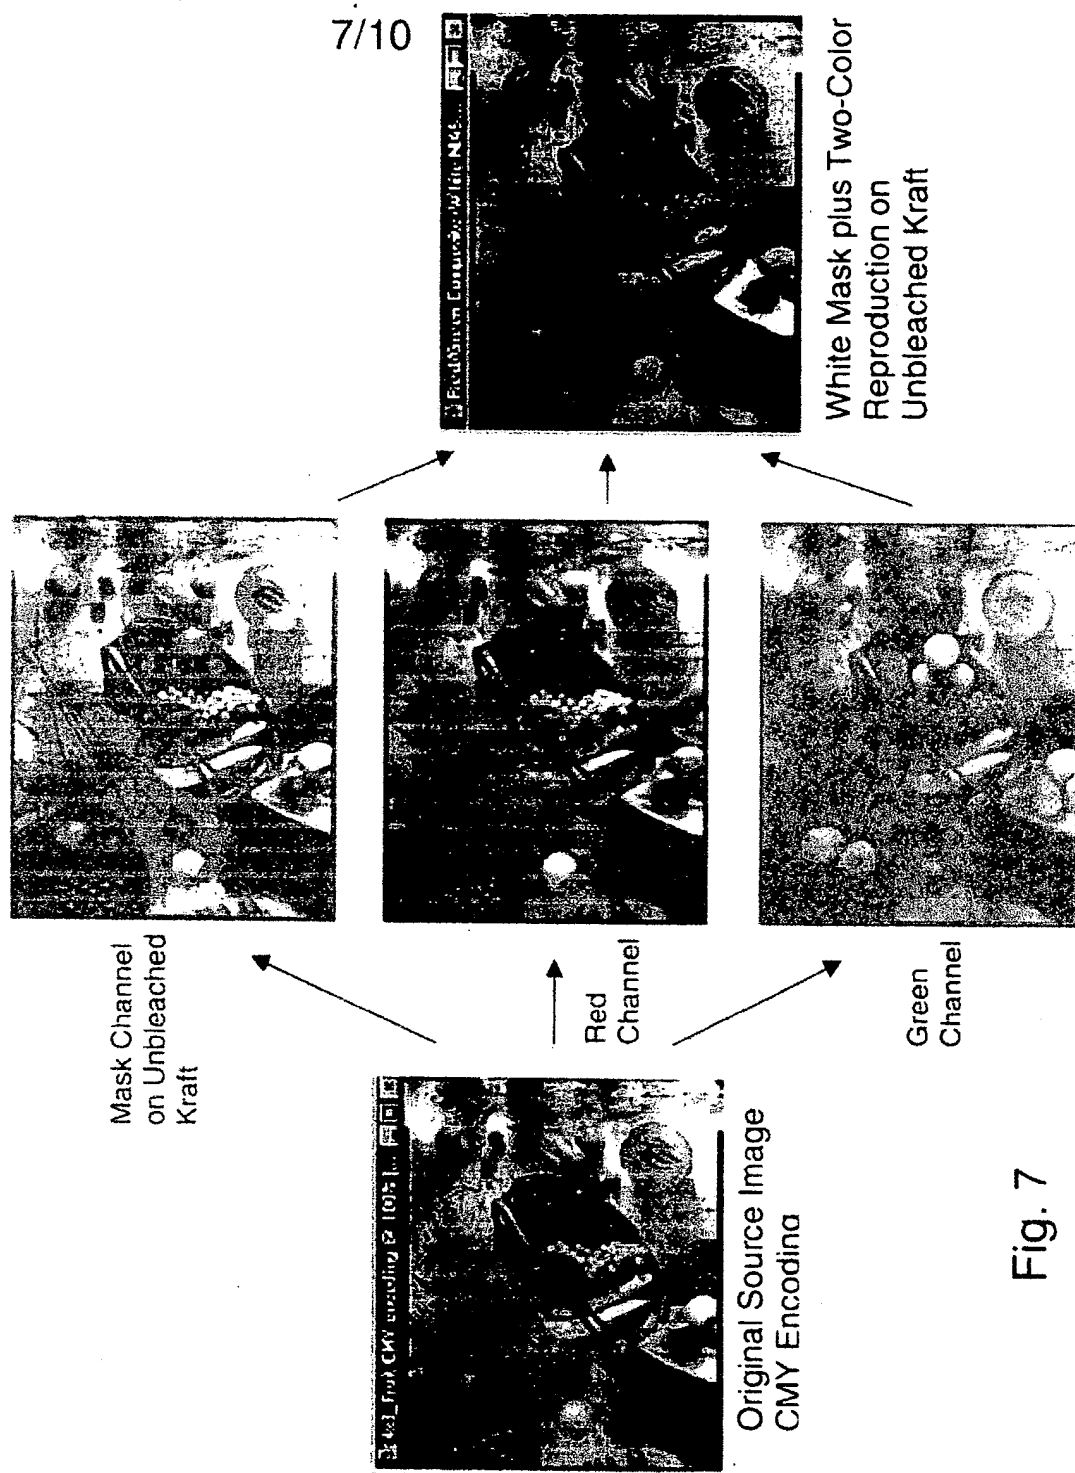 7/10
Original Source Image
CMY Encoding
Mask Channel
on Unbleached
Kraft
Red
Channel
Green
Channel
White Mask plus Two-Color
Reproduction on
Unbleached Kraft
Fig. 7